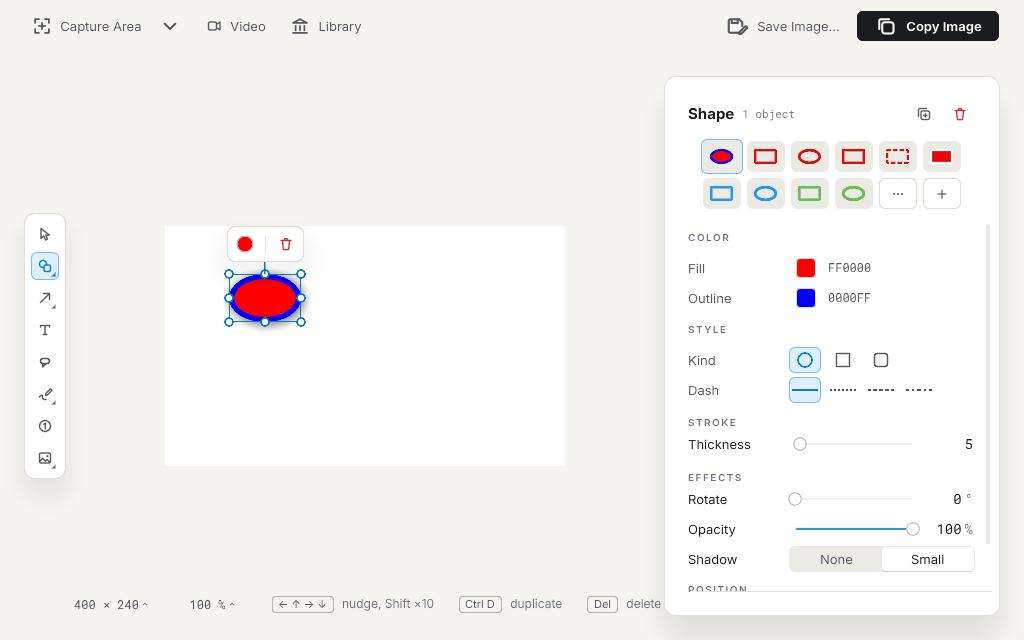 Capture Area Video Library Save Image... Copy Image
Shape 1 object
COLOR
Fill FF0000
Outline 0000FF
STYLE
Kind
Dash
STROKE
Thickness 5
EFFECTS
Rotate 0 °
Opacity 100 %
Shadow None Small
POSITION
400 × 240 100 % ← ↑ → ↓ nudge, Shift ×10 Ctrl D duplicate Del delete